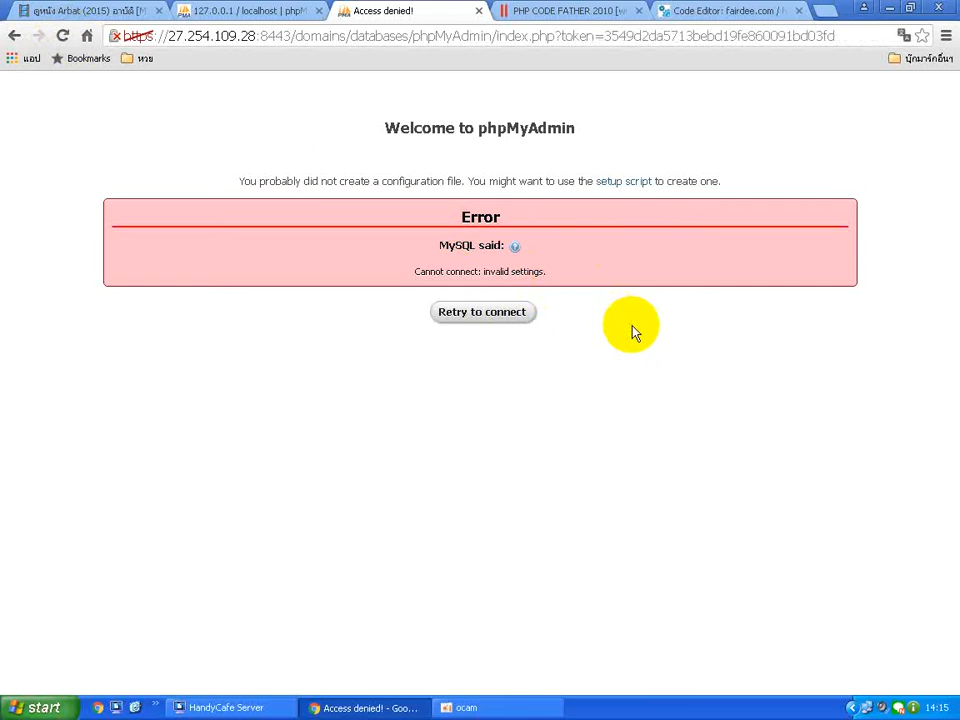 ดูหนัง Arbat (2015) อาบัติ [M
127.0.0.1 / localhost | phpM
Access denied!
PHP CODE FATHER 2010 [w
Code Editor: fairdee.com / h
https://27.254.109.28:8443/domains/databases/phpMyAdmin/index.php?token=3549d2da5713bebd19fe860091bd03fd
แอป
Bookmarks
หวย
บุ๊กมาร์กอื่นๆ
Welcome to phpMyAdmin
You probably did not create a configuration file. You might want to use the setup script to create one.
Error
MySQL said:
Cannot connect: invalid settings.
Retry to connect
start
HandyCafe Server
Access denied! - Goo...
ocam
14:15